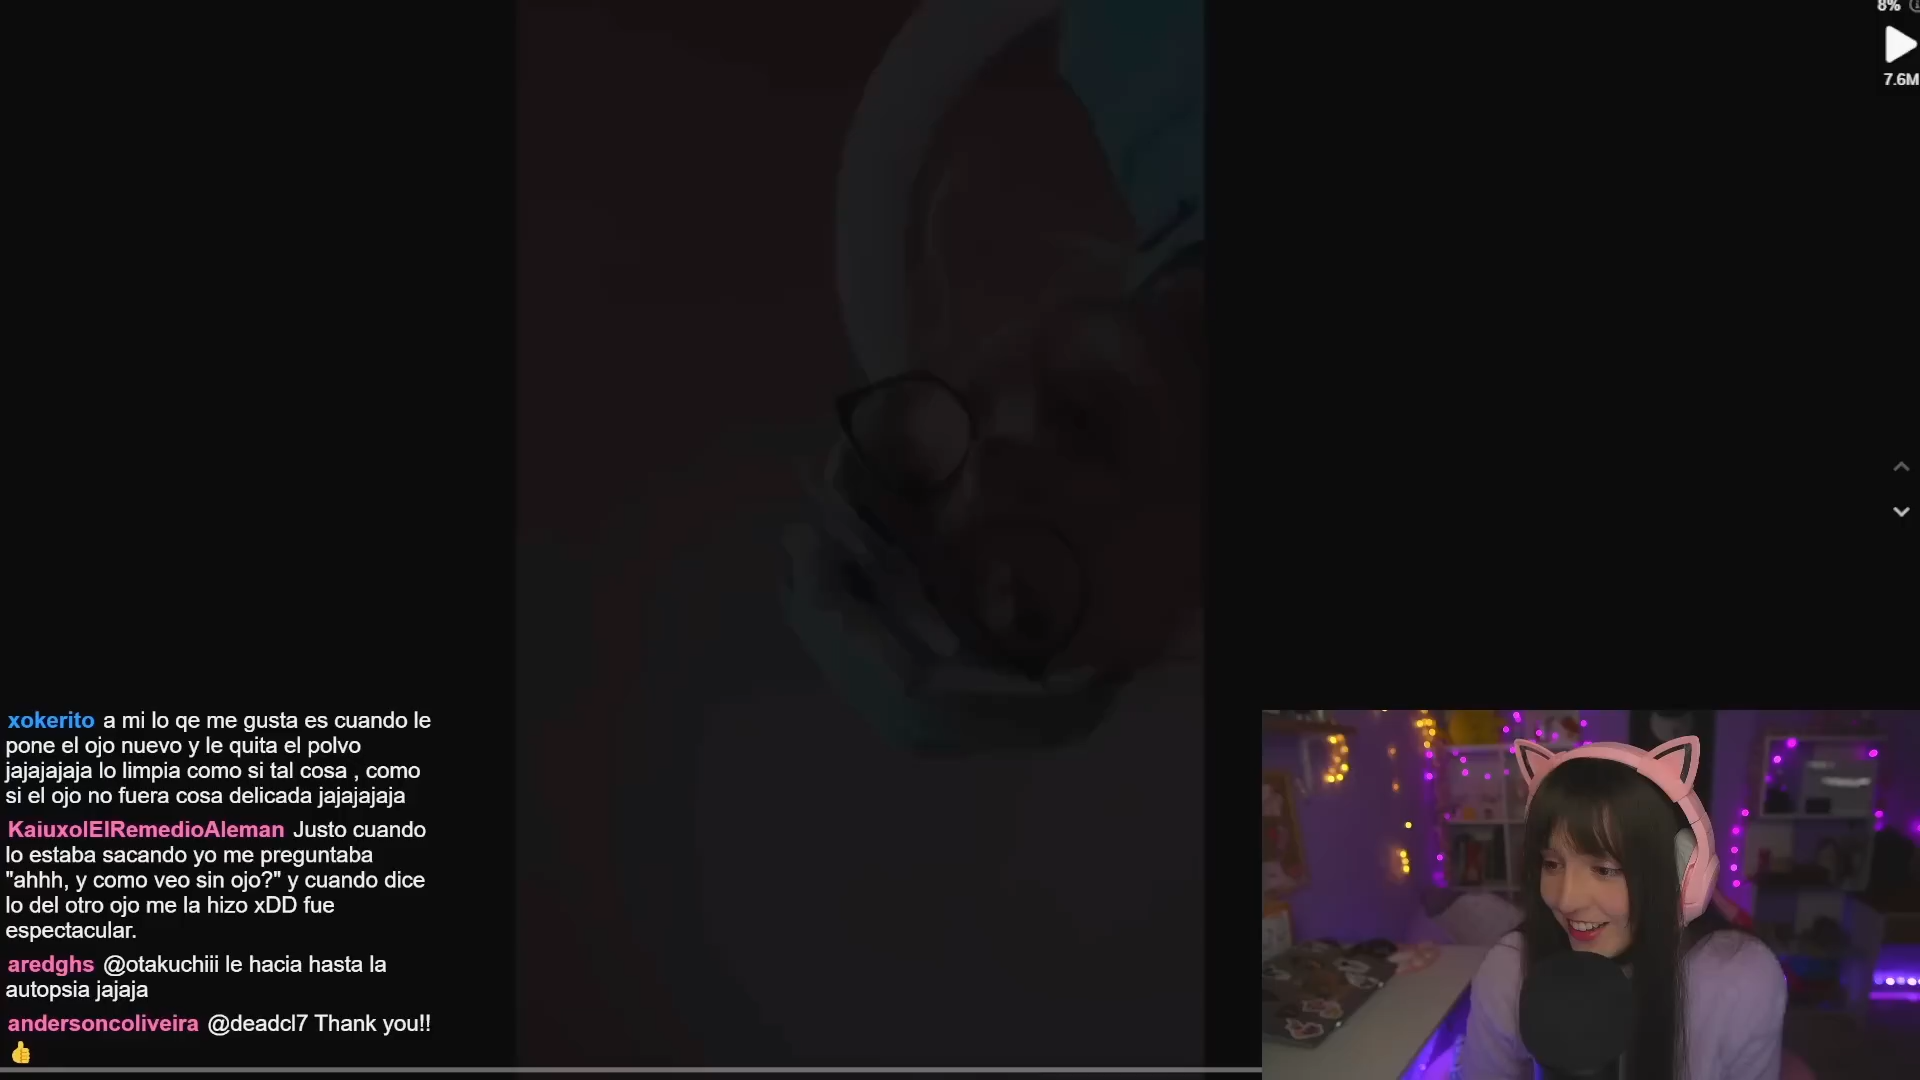 8%
7.6M
xokerito a mi lo qe me gusta es cuando le
pone el ojo nuevo y le quita el polvo
jajajajaja lo limpia como si tal cosa , como
si el ojo no fuera cosa delicada jajajajaja
KaiuxolElRemedioAleman Justo cuando
lo estaba sacando yo me preguntaba
"ahhh, y como veo sin ojo?" y cuando dice
lo del otro ojo me la hizo xDD fue
espectacular.
aredghs @otakuchiii le hacia hasta la
autopsia jajaja
andersoncoliveira @deadcl7 Thank you!!
👍